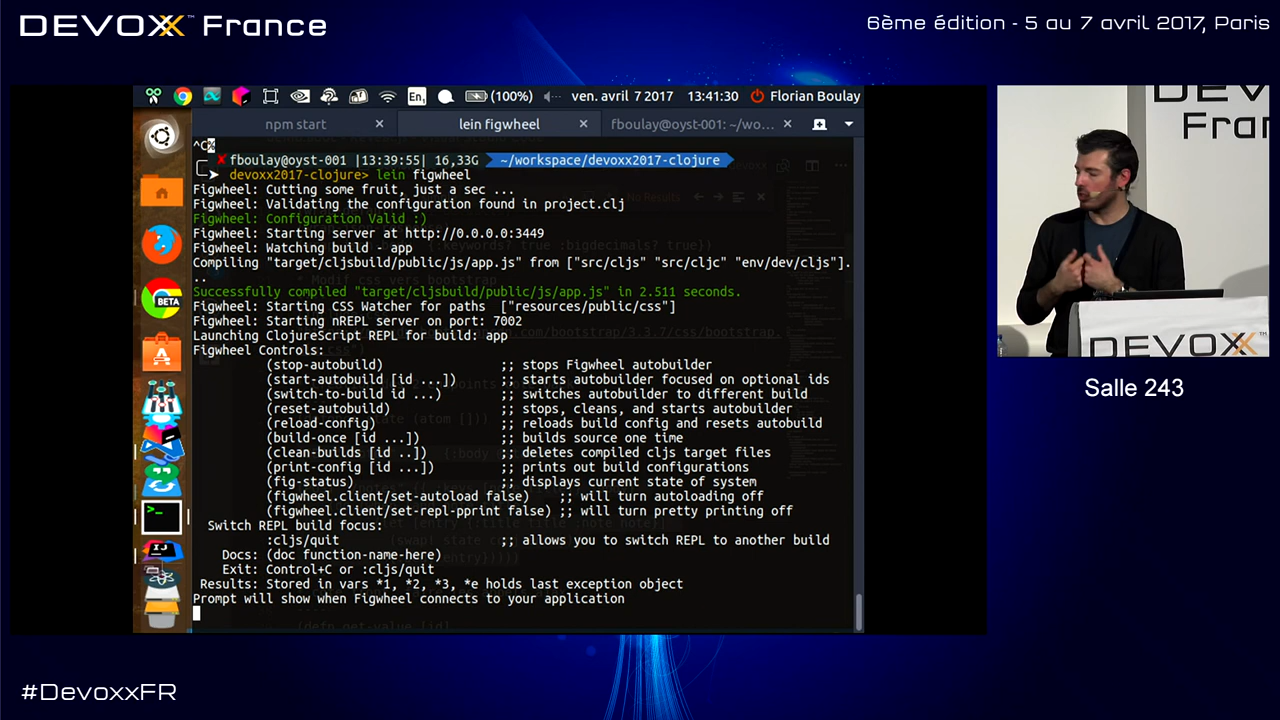 DEVOXX™ France
6ème édition - 5 au 7 avril 2017, Paris
En1 (100%) ven. avril 7 2017 13:41:30 Florian Boulay
npm start × lein figwheel × fboulay@oyst-001: ~/wo... ×
^C%
✘ fboulay@oyst-001 |13:39:55| 16,33G ~/workspace/devoxx2017-clojure
devoxx2017-clojure> lein figwheel
Figwheel: Cutting some fruit, just a sec ...
Figwheel: Validating the configuration found in project.clj
Figwheel: Configuration Valid :)
Figwheel: Starting server at http://0.0.0.0:3449
Figwheel: Watching build - app
Compiling "target/cljsbuild/public/js/app.js" from ["src/cljs" "src/cljc" "env/dev/cljs"].
..
Successfully compiled "target/cljsbuild/public/js/app.js" in 2.511 seconds.
Figwheel: Starting CSS Watcher for paths ["resources/public/css"]
Figwheel: Starting nREPL server on port: 7002
Launching ClojureScript REPL for build: app
Figwheel Controls:
(stop-autobuild) ;; stops Figwheel autobuilder
(start-autobuild [id ...]) ;; starts autobuilder focused on optional ids
(switch-to-build id ...) ;; switches autobuilder to different build
(reset-autobuild) ;; stops, cleans, and starts autobuilder
(reload-config) ;; reloads build config and resets autobuild
(build-once [id ...]) ;; builds source one time
(clean-builds [id ..]) ;; deletes compiled cljs target files
(print-config [id ...]) ;; prints out build configurations
(fig-status) ;; displays current state of system
(figwheel.client/set-autoload false) ;; will turn autoloading off
(figwheel.client/set-repl-pprint false) ;; will turn pretty printing off
Switch REPL build focus:
:cljs/quit ;; allows you to switch REPL to another build
Docs: (doc function-name-here)
Exit: Control+C or :cljs/quit
Results: Stored in vars *1, *2, *3, *e holds last exception object
Prompt will show when Figwheel connects to your application
DEVOXX™
Salle 243
#DevoxxFR